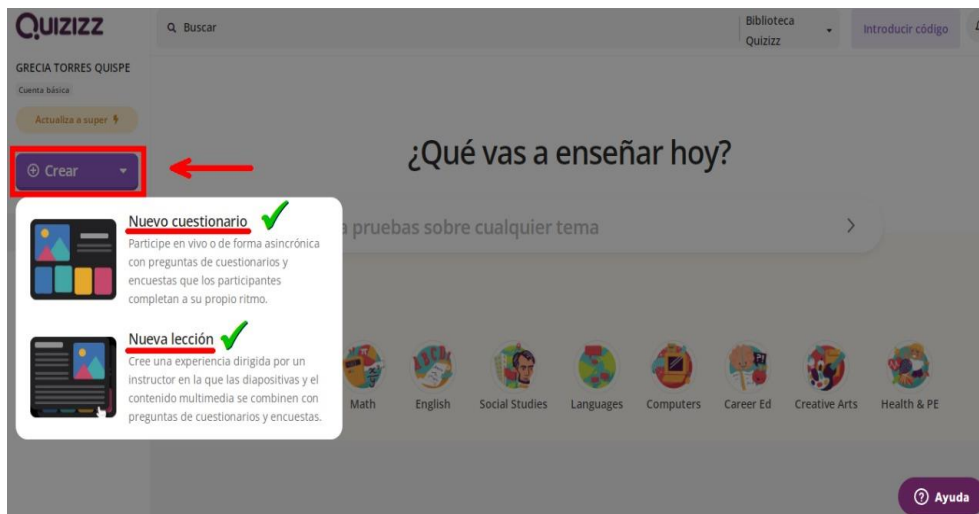 QUIZIZZ
Buscar
Biblioteca
Quizizz
Introducir código
GRECIA TORRES QUISPE
Cuenta básica
Actualiza a super
Crear
¿Qué vas a enseñar hoy?
Nuevo cuestionario
Participe en vivo o de forma asincrónica
con preguntas de cuestionarios y
encuestas que los participantes
completan a su propio ritmo.
a pruebas sobre cualquier tema
Nueva lección
Cree una experiencia dirigida por un
instructor en la que las diapositivas y el
contenido multimedia se combinen con
preguntas de cuestionarios y encuestas.
Math
English
Social Studies
Languages
Computers
Career Ed
Creative Arts
Health & PE
Ayuda